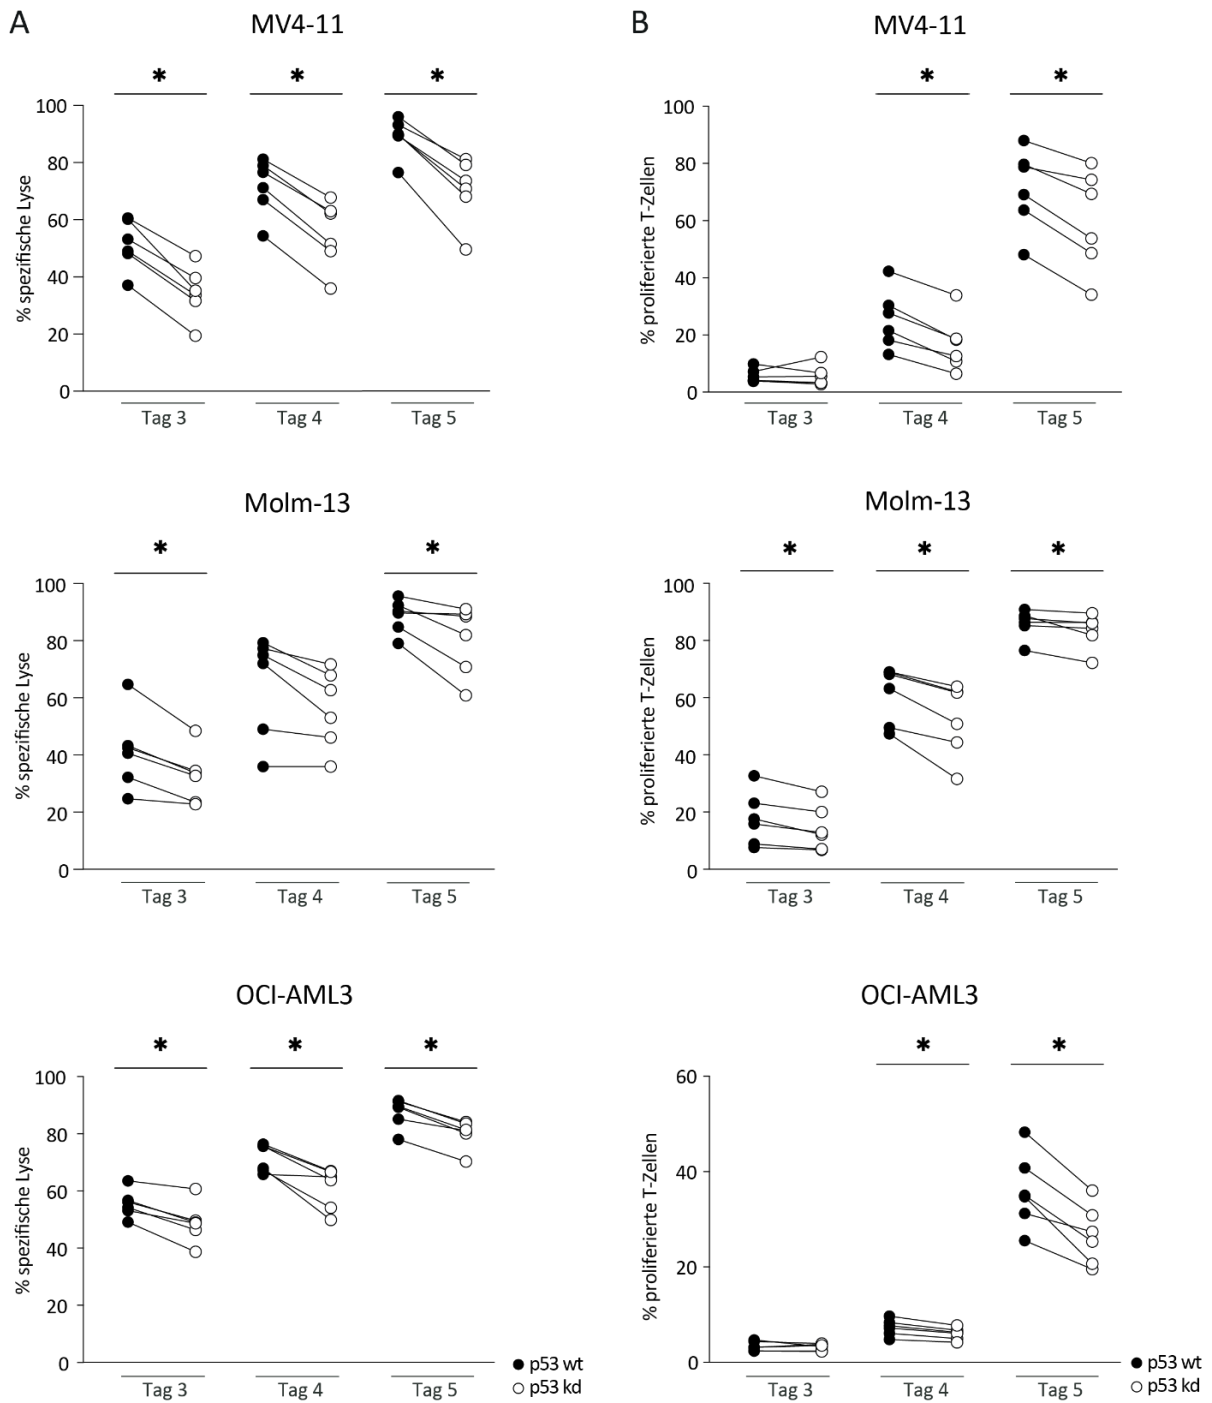 A
MV4-11
* * *
% spezifische Lyse
100
80
60
40
20
0
Tag 3 Tag 4 Tag 5
B
MV4-11
* *
% proliferierte T-Zellen
100
80
60
40
20
0
Tag 3 Tag 4 Tag 5
Molm-13
* *
% spezifische Lyse
100
80
60
40
20
0
Tag 3 Tag 4 Tag 5
Molm-13
* * *
% proliferierte T-Zellen
100
80
60
40
20
0
Tag 3 Tag 4 Tag 5
OCI-AML3
* * *
% spezifische Lyse
100
80
60
40
20
0
Tag 3 Tag 4 Tag 5
p53 wt
p53 kd
OCI-AML3
* *
% proliferierte T-Zellen
60
40
20
0
Tag 3 Tag 4 Tag 5
p53 wt
p53 kd